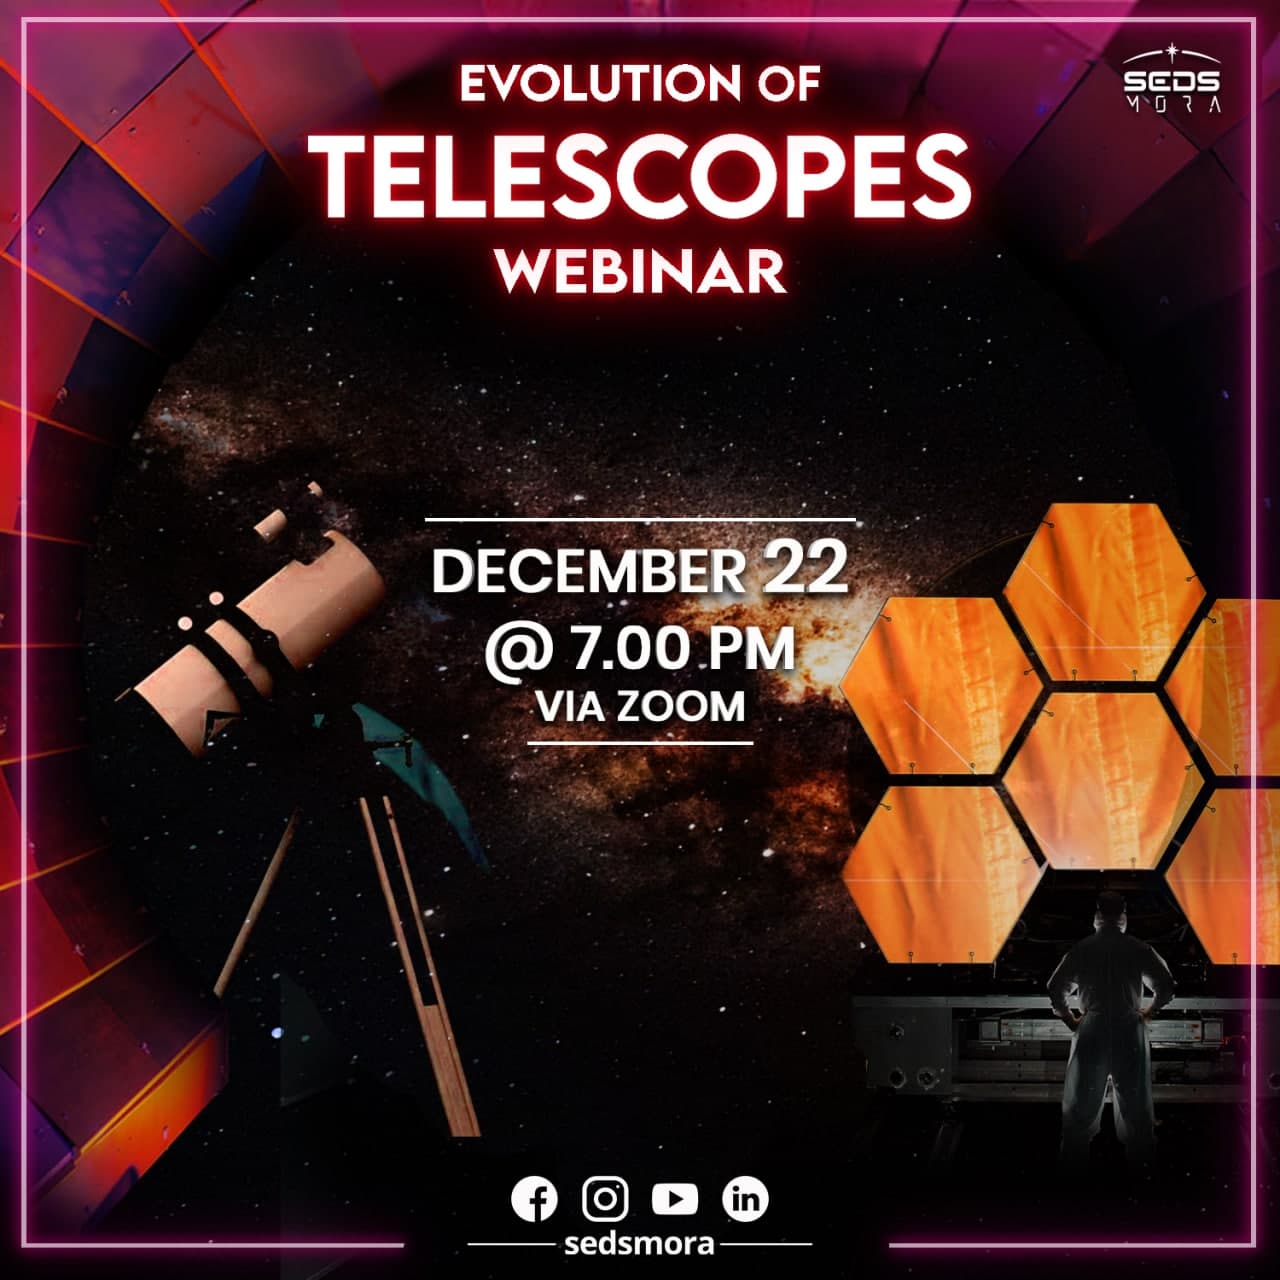 EVOLUTION OF
TELESCOPES
WEBINAR
SEDS
MORA
DECEMBER 22
@ 7.00 PM
VIA ZOOM
sedsmora